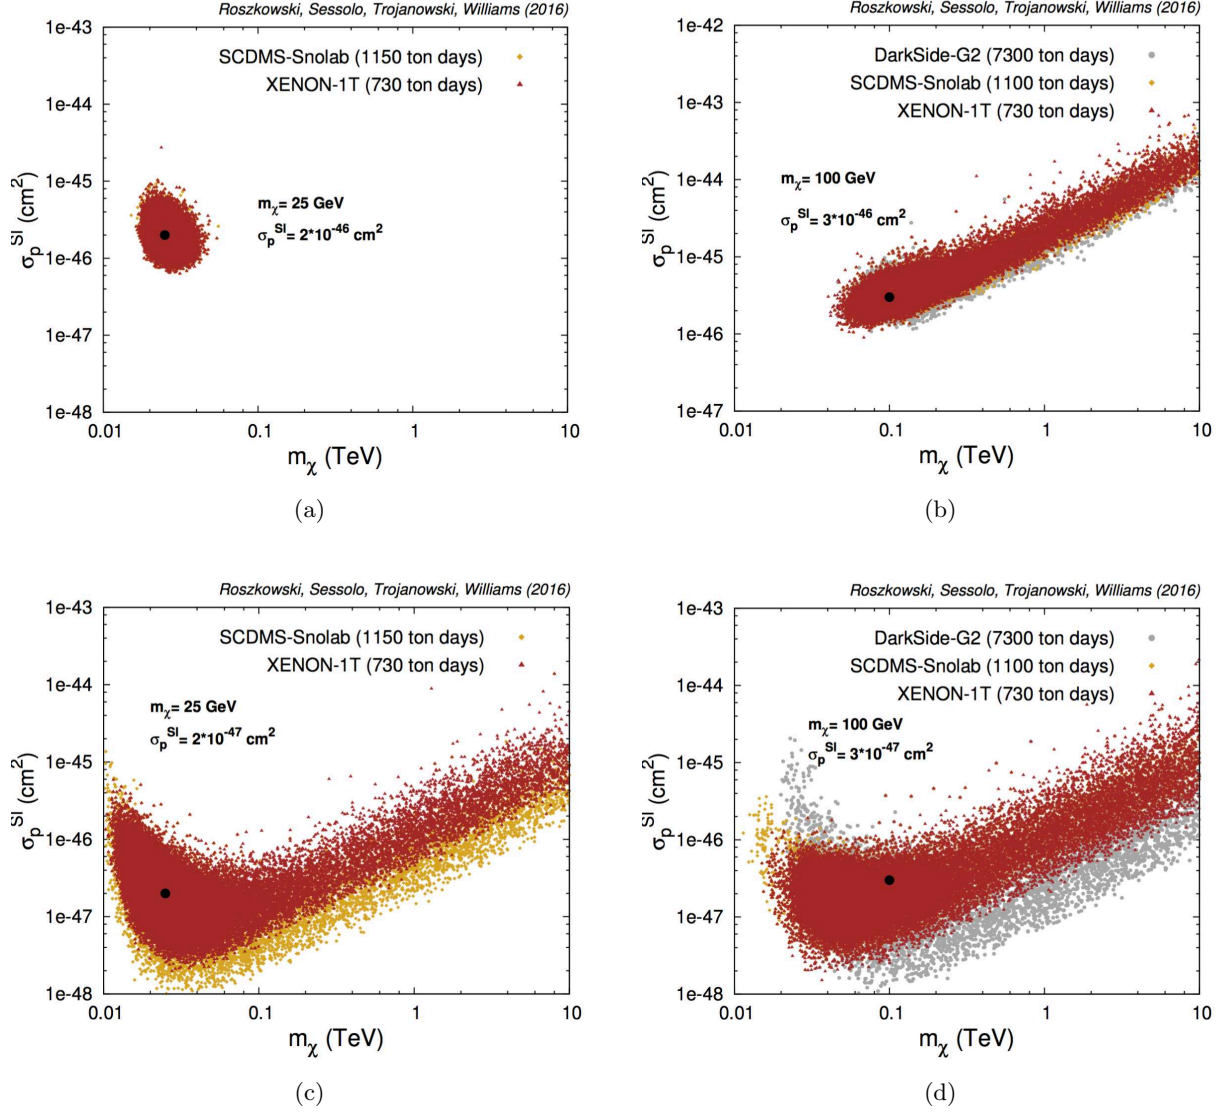 Roszkowski, Sessolo, Trojanowski, Williams (2016)
1e-43
1e-44
1e-45
1e-46
1e-47
1e-48
σpSI (cm2)
SCDMS-Snolab (1150 ton days)
XENON-1T (730 ton days)
mχ= 25 GeV
σpSI= 2*10-46 cm2
0.01
0.1
1
10
mχ (TeV)
(a)
Roszkowski, Sessolo, Trojanowski, Williams (2016)
1e-42
1e-43
1e-44
1e-45
1e-46
1e-47
σpSI (cm2)
DarkSide-G2 (7300 ton days)
SCDMS-Snolab (1100 ton days)
XENON-1T (730 ton days)
mχ= 100 GeV
σpSI= 3*10-46 cm2
0.01
0.1
1
10
mχ (TeV)
(b)
Roszkowski, Sessolo, Trojanowski, Williams (2016)
1e-43
1e-44
1e-45
1e-46
1e-47
1e-48
σpSI (cm2)
SCDMS-Snolab (1150 ton days)
XENON-1T (730 ton days)
mχ= 25 GeV
σpSI= 2*10-47 cm2
0.01
0.1
1
10
mχ (TeV)
(c)
Roszkowski, Sessolo, Trojanowski, Williams (2016)
1e-43
1e-44
1e-45
1e-46
1e-47
1e-48
σpSI (cm2)
DarkSide-G2 (7300 ton days)
SCDMS-Snolab (1100 ton days)
XENON-1T (730 ton days)
mχ= 100 GeV
σpSI= 3*10-47 cm2
0.01
0.1
1
10
mχ (TeV)
(d)